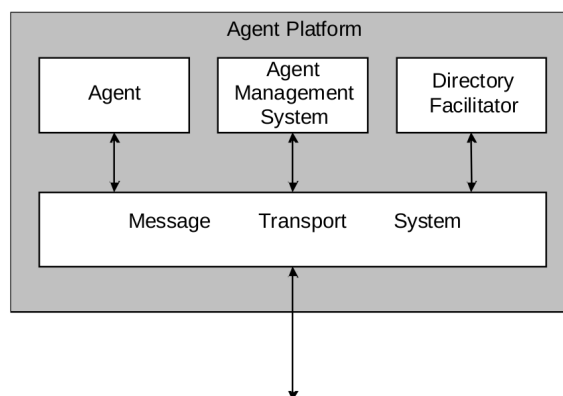 Agent Platform
Agent
Agent
Management
System
Directory
Facilitator
Message Transport System